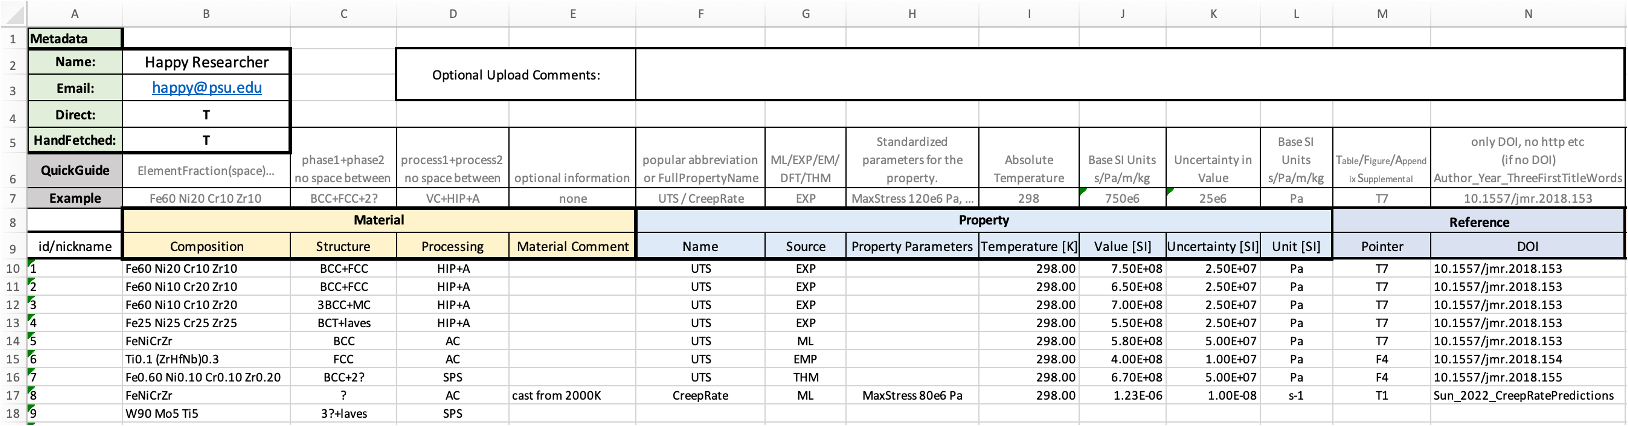 A B C D E F G H I J K L M N
1 Metadata
2 Name: Happy Researcher Optional Upload Comments:
3 Email: happy@psu.edu
4 Direct: T
5 HandFetched: T
6 QuickGuide ElementFraction(space)... phase1+phase2 no space between process1+process2 no space between optional information popular abbreviation or FullPropertyName ML/EXP/EM/DFT/THM Standardized parameters for the property. Absolute Temperature Base SI Units s/Pa/m/kg Uncertainty in Value Base SI Units s/Pa/m/kg Table/Figure/Appendix Supplemental only DOI, no http etc (if no DOI) Author_Year_ThreeFirstTitleWords
7 Example Fe60 Ni20 Cr10 Zr10 BCC+FCC+2? VC+HIP+A none UTS / CreepRate EXP MaxStress 120e6 Pa, ... 298 750e6 25e6 Pa T7 10.1557/jmr.2018.153
8 Material Property Reference
9 id/nickname Composition Structure Processing Material Comment Name Source Property Parameters Temperature [K] Value [SI] Uncertainty [SI] Unit [SI] Pointer DOI
10 1 Fe60 Ni20 Cr10 Zr10 BCC+FCC HIP+A UTS EXP 298.00 7.50E+08 2.50E+07 Pa T7 10.1557/jmr.2018.153
11 2 Fe60 Ni10 Cr20 Zr10 BCC+FCC HIP+A UTS EXP 298.00 6.50E+08 2.50E+07 Pa T7 10.1557/jmr.2018.153
12 3 Fe60 Ni10 Cr10 Zr20 3BCC+MC HIP+A UTS EXP 298.00 7.00E+08 2.50E+07 Pa T7 10.1557/jmr.2018.153
13 4 Fe25 Ni25 Cr25 Zr25 BCT+laves HIP+A UTS EXP 298.00 5.50E+08 2.50E+07 Pa T7 10.1557/jmr.2018.153
14 5 FeNiCrZr BCC AC UTS ML 298.00 5.80E+08 5.00E+07 Pa T7 10.1557/jmr.2018.153
15 6 Ti0.1 (ZrHfNb)0.3 FCC AC UTS EMP 298.00 4.00E+08 1.00E+07 Pa F4 10.1557/jmr.2018.154
16 7 Fe0.60 Ni0.10 Cr0.10 Zr0.20 BCC+2? SPS UTS THM 298.00 6.70E+08 5.00E+07 Pa F4 10.1557/jmr.2018.155
17 8 FeNiCrZr ? AC cast from 2000K CreepRate ML MaxStress 80e6 Pa 298.00 1.23E-06 1.00E-08 s-1 T1 Sun_2022_CreepRatePredictions
18 9 W90 Mo5 Ti5 3?+laves SPS